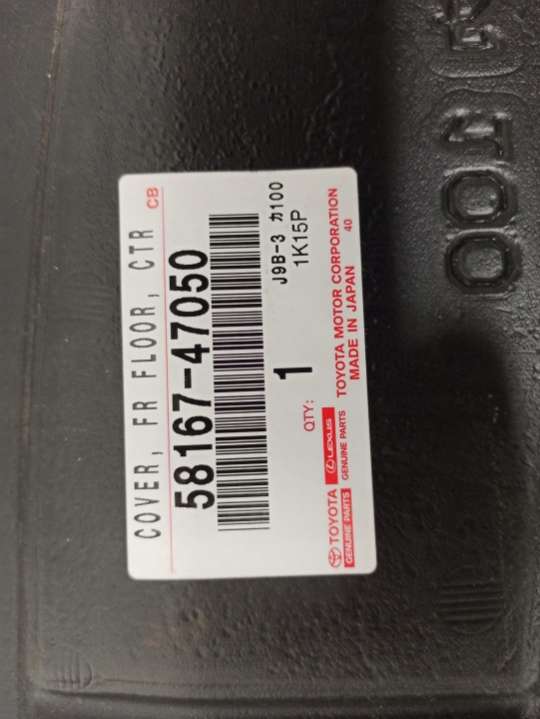 COVER, FR FLOOR, CTR
CB
58167-47050
J9B-3 カ100
1K15P
QTY: 1
TOYOTA
GENUINE PARTS
LEXUS
GENUINE PARTS
TOYOTA MOTOR CORPORATION
MADE IN JAPAN 40